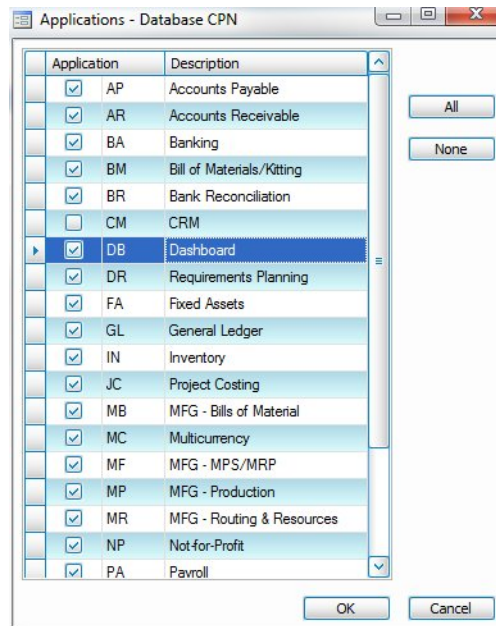 Applications - Database CPN
Application Description
AP Accounts Payable
AR Accounts Receivable
BA Banking
BM Bill of Materials/Kitting
BR Bank Reconciliation
CM CRM
DB Dashboard
DR Requirements Planning
FA Fixed Assets
GL General Ledger
IN Inventory
JC Project Costing
MB MFG - Bills of Material
MC Multicurrency
MF MFG - MPS/MRP
MP MFG - Production
MR MFG - Routing & Resources
NP Not-for-Profit
PA Payroll
All
None
OK Cancel